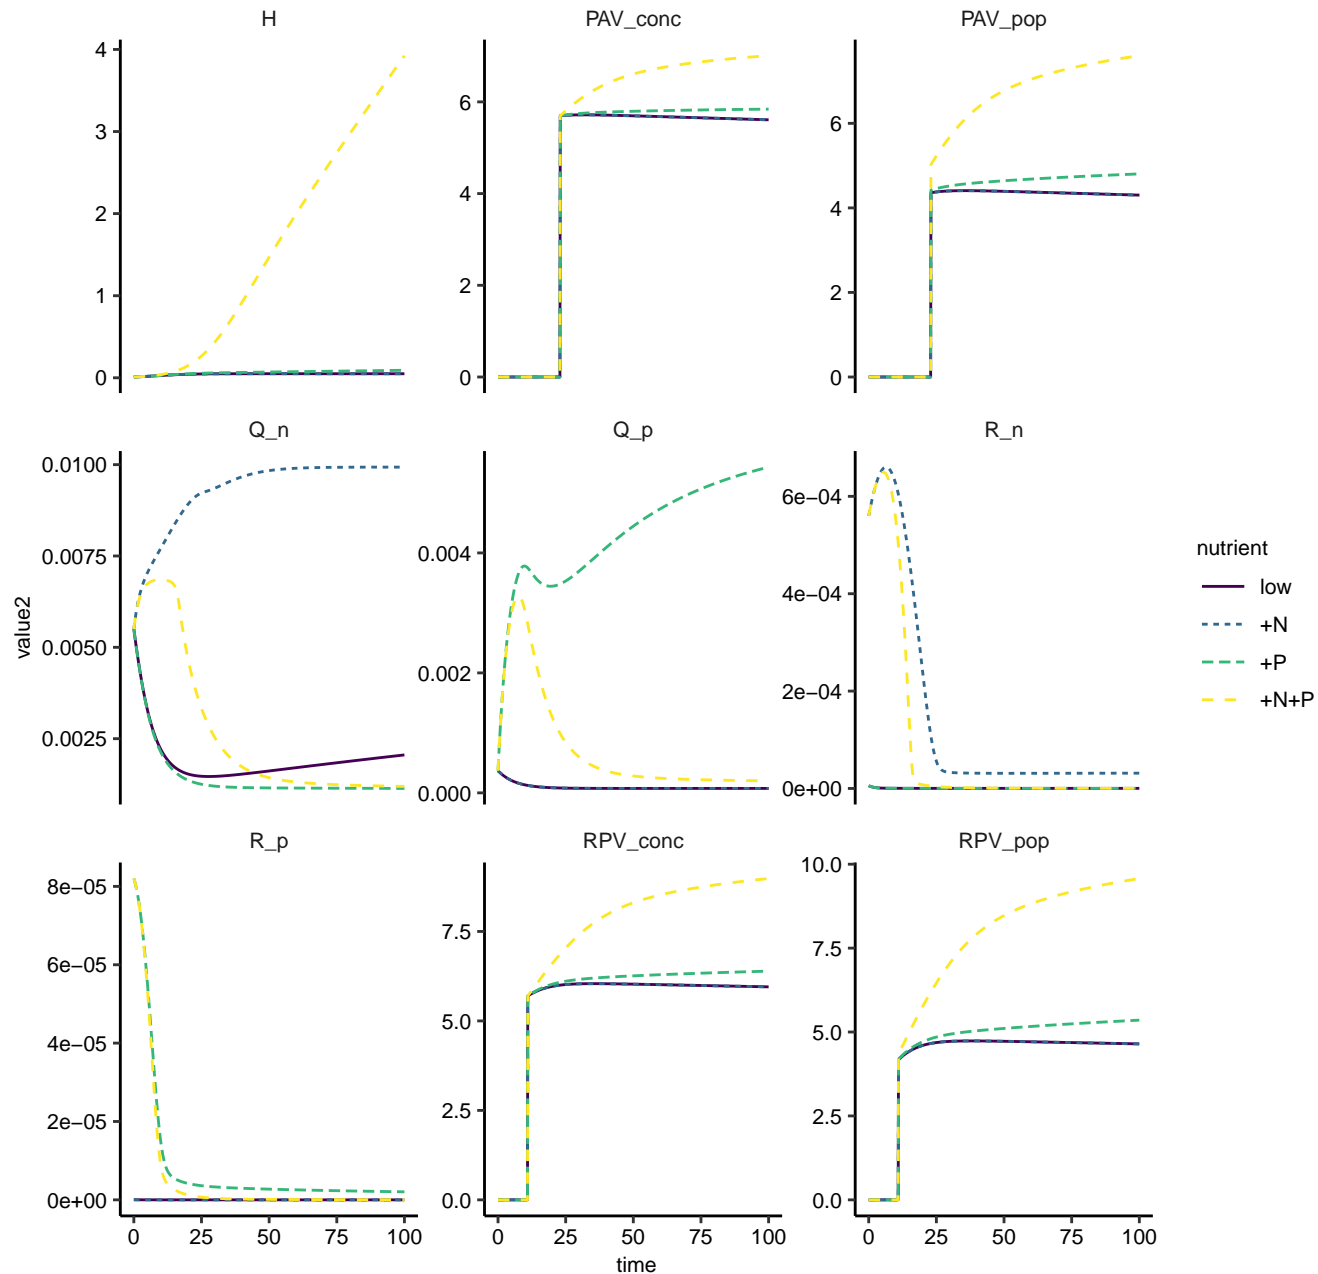 H PAV_conc PAV_pop
4
3
2
1
0
6
4
2
0
6
4
2
0
Q_n Q_p R_n
0.0100
0.0075
0.0050
0.0025
0.004
0.002
0.000
6e-04
4e-04
2e-04
0e+00
value2
nutrient
low
+N
+P
+N+P
R_p RPV_conc RPV_pop
8e-05
6e-05
4e-05
2e-05
0e+00
7.5
5.0
2.5
0.0
10.0
7.5
5.0
2.5
0.0
0 25 50 75 100 0 25 50 75 100 0 25 50 75 100
time